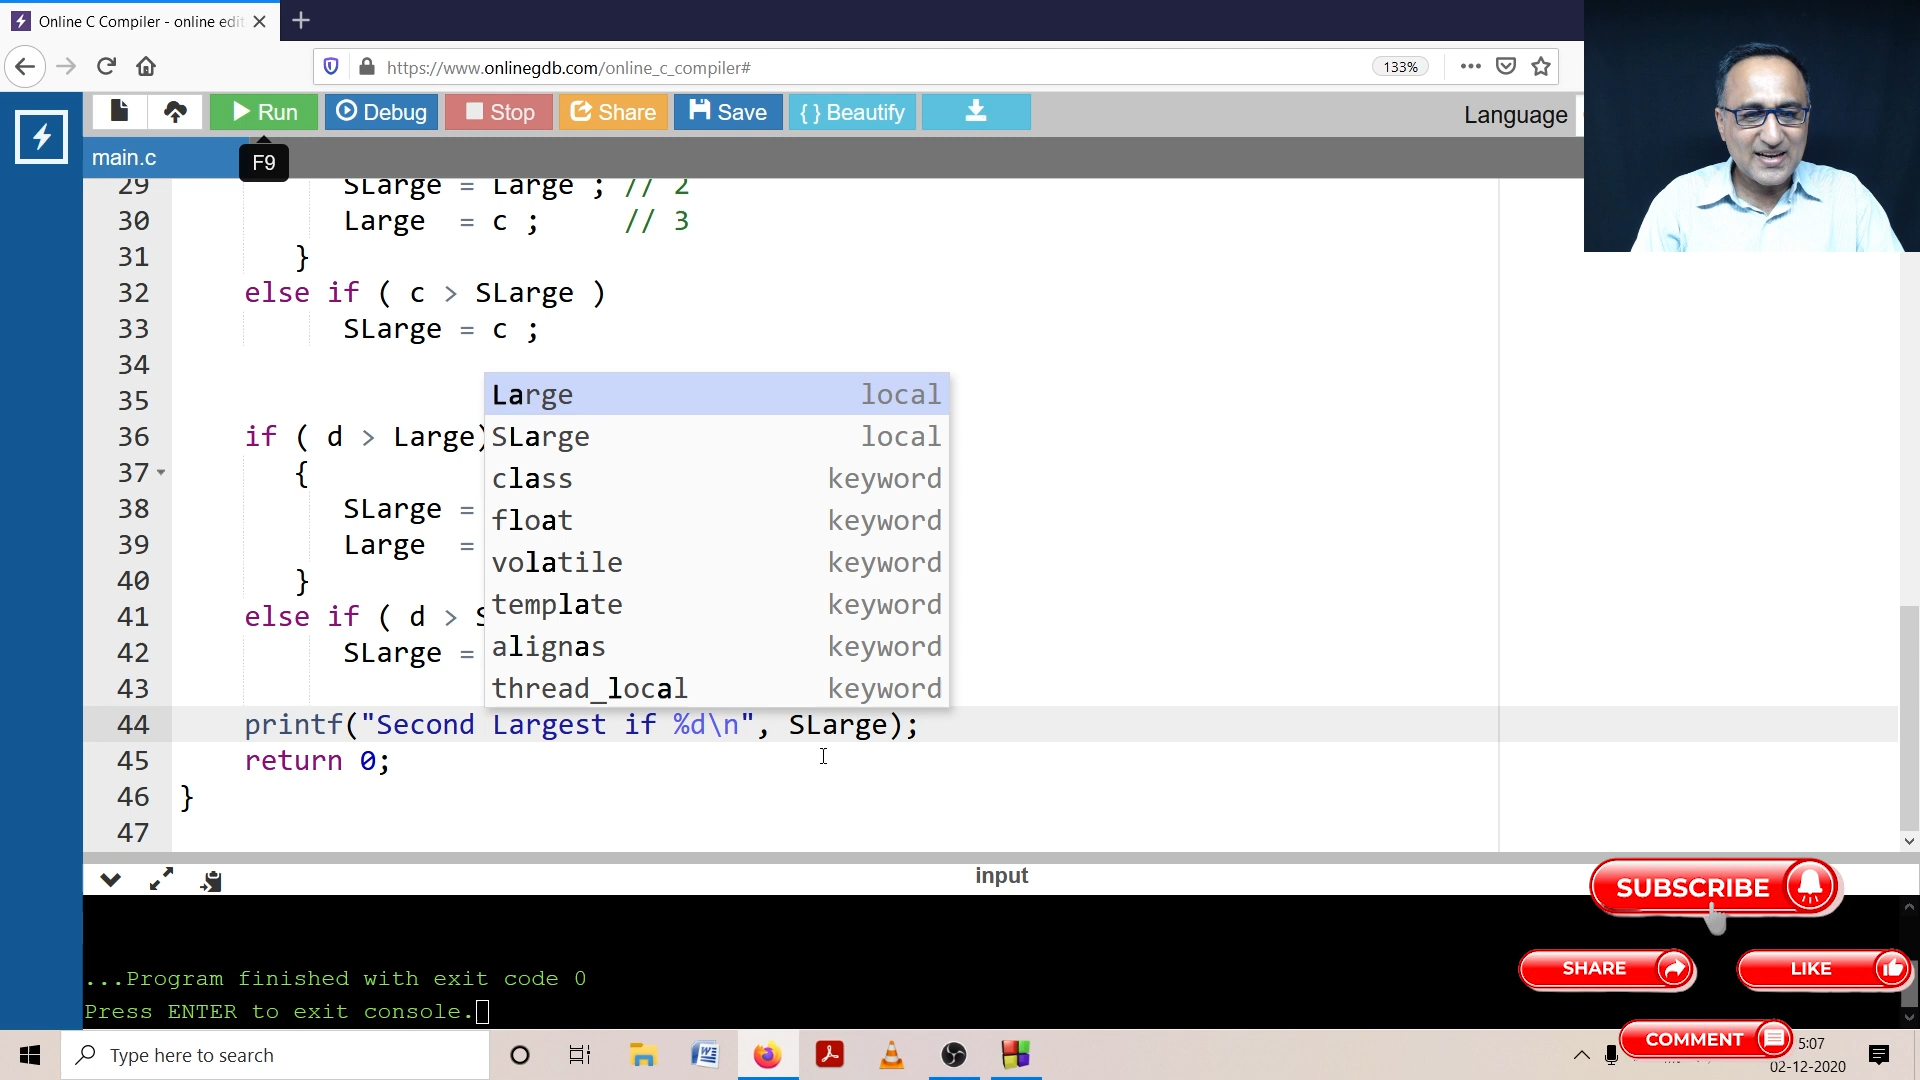 Online C Compiler - online edit
https://www.onlinegdb.com/online_c_compiler#
133%
Run
Debug
Stop
Share
Save
{ } Beautify
Language
main.c
F9
29 SLarge = Large ; // 2
30 Large = c ; // 3
31 }
32 else if ( c > SLarge )
33 SLarge = c ;
34
35
36 if ( d > Large)
37 {
38 SLarge =
39 Large =
40 }
41 else if ( d > S
42 SLarge =
43
44 printf("Second Largest if %d\n", SLarge);
45 return 0;
46 }
47
Large local
SLarge local
class keyword
float keyword
volatile keyword
template keyword
alignas keyword
thread_local keyword
input
...Program finished with exit code 0
Press ENTER to exit console.
SUBSCRIBE
SHARE
LIKE
COMMENT
Type here to search
5:07
02-12-2020